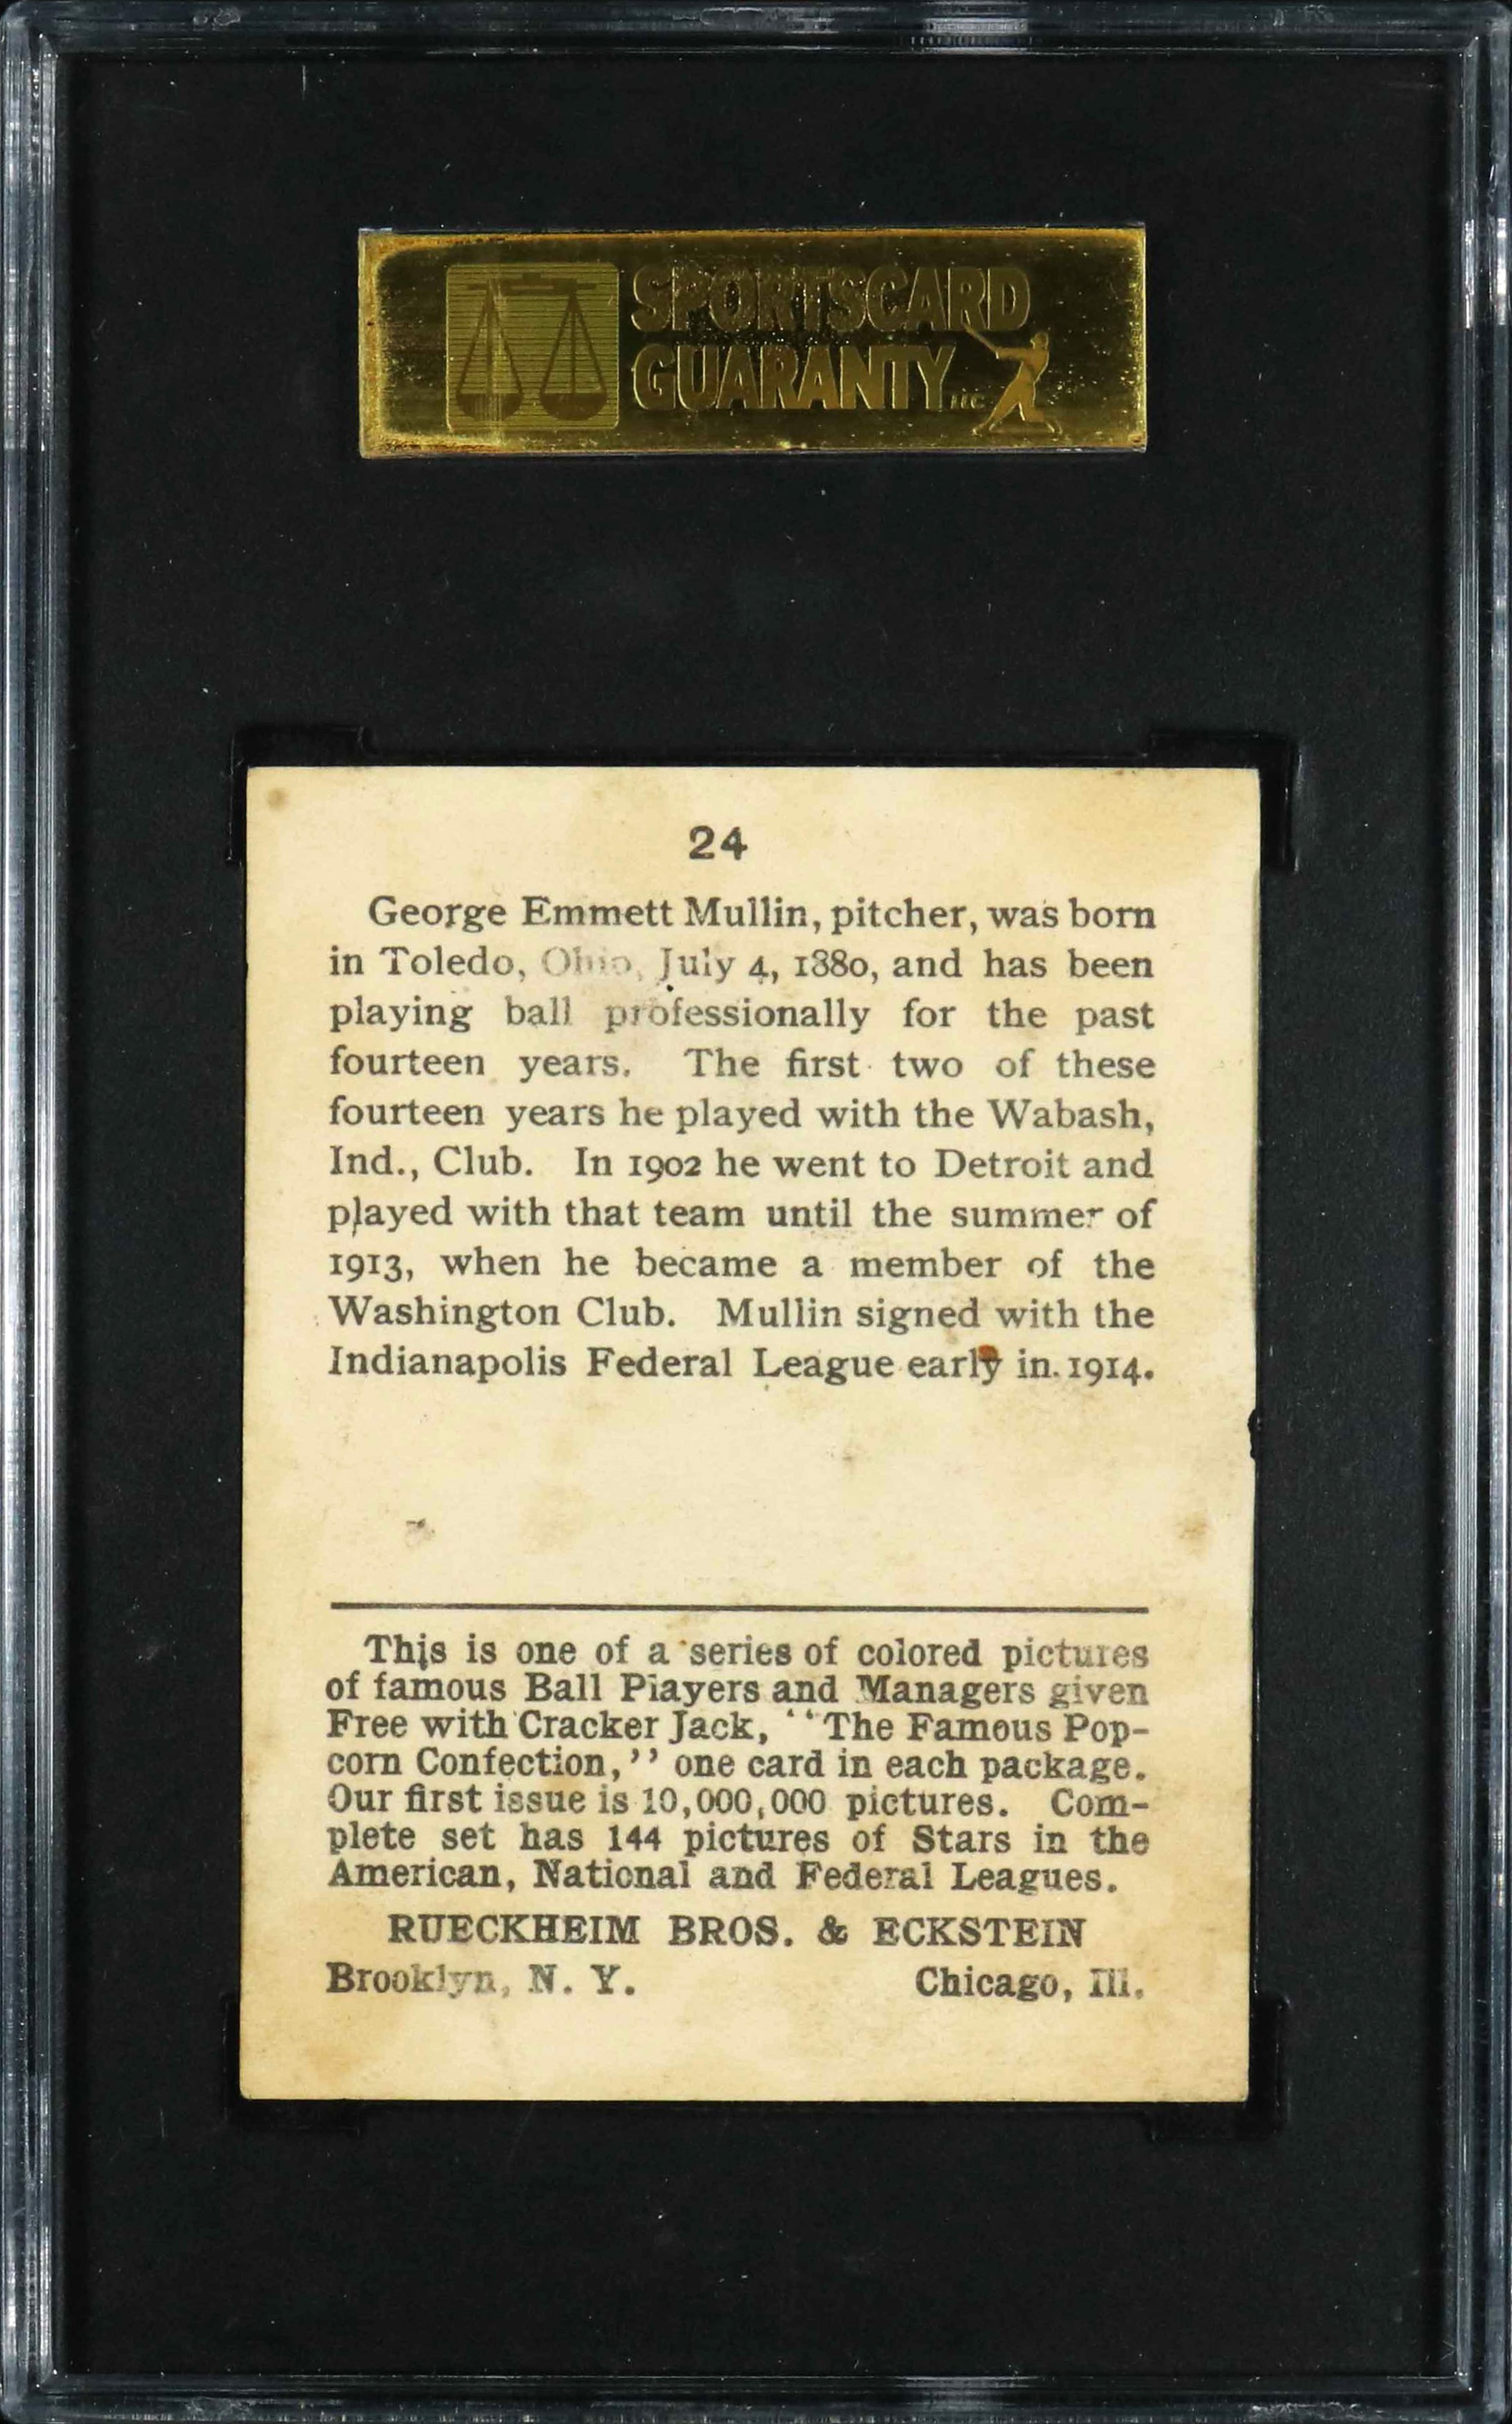 SPORTSCARD
GUARANTY LLC
24
George Emmett Mullin, pitcher, was born
in Toledo, Ohio, July 4, 1880, and has been
playing ball professionally for the past
fourteen years. The first two of these
fourteen years he played with the Wabash,
Ind., Club. In 1902 he went to Detroit and
played with that team until the summer of
1913, when he became a member of the
Washington Club. Mullin signed with the
Indianapolis Federal League early in 1914.
This is one of a series of colored pictures
of famous Ball Players and Managers given
Free with Cracker Jack, "The Famous Pop-
corn Confection," one card in each package.
Our first issue is 10,000,000 pictures. Com-
plete set has 144 pictures of Stars in the
American, National and Federal Leagues.
RUECKHEIM BROS. & ECKSTEIN
Brooklyn, N. Y. Chicago, Ill.